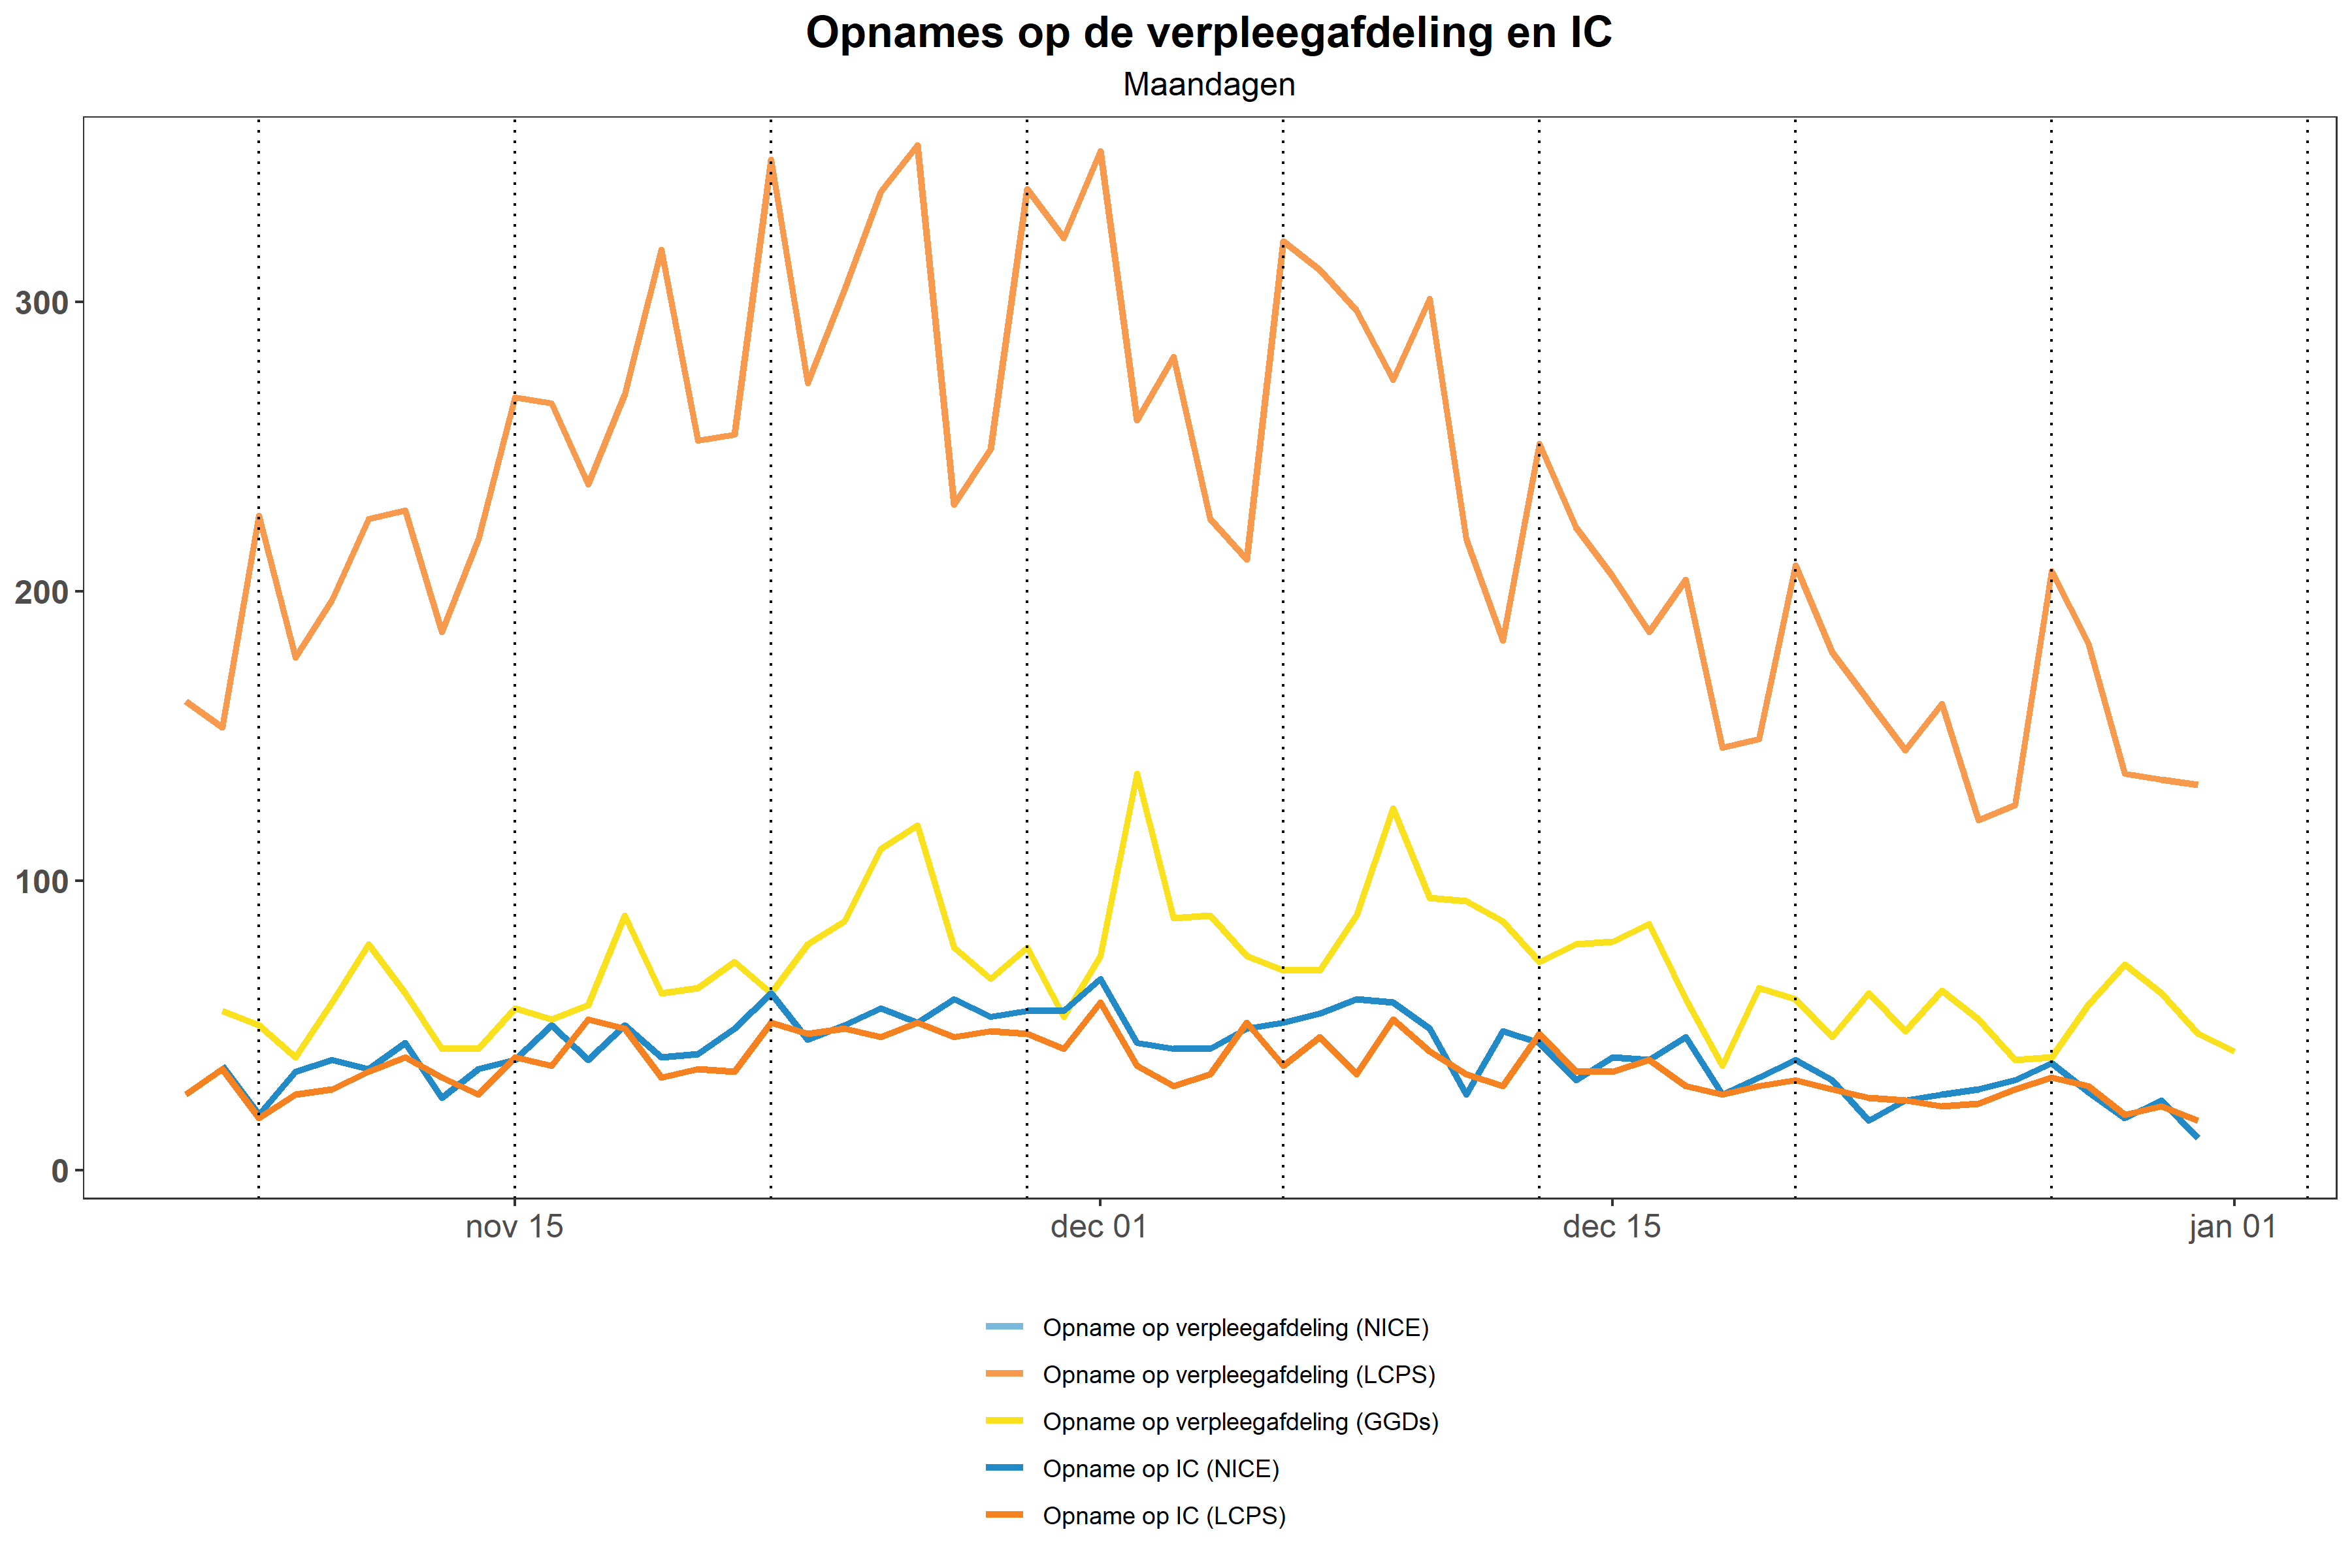 Opnames op de verpleegafdeling en IC
Maandagen
300
200
100
0
nov 15 dec 01 dec 15 jan 01
Opname op verpleegafdeling (NICE)
Opname op verpleegafdeling (LCPS)
Opname op verpleegafdeling (GGDs)
Opname op IC (NICE)
Opname op IC (LCPS)